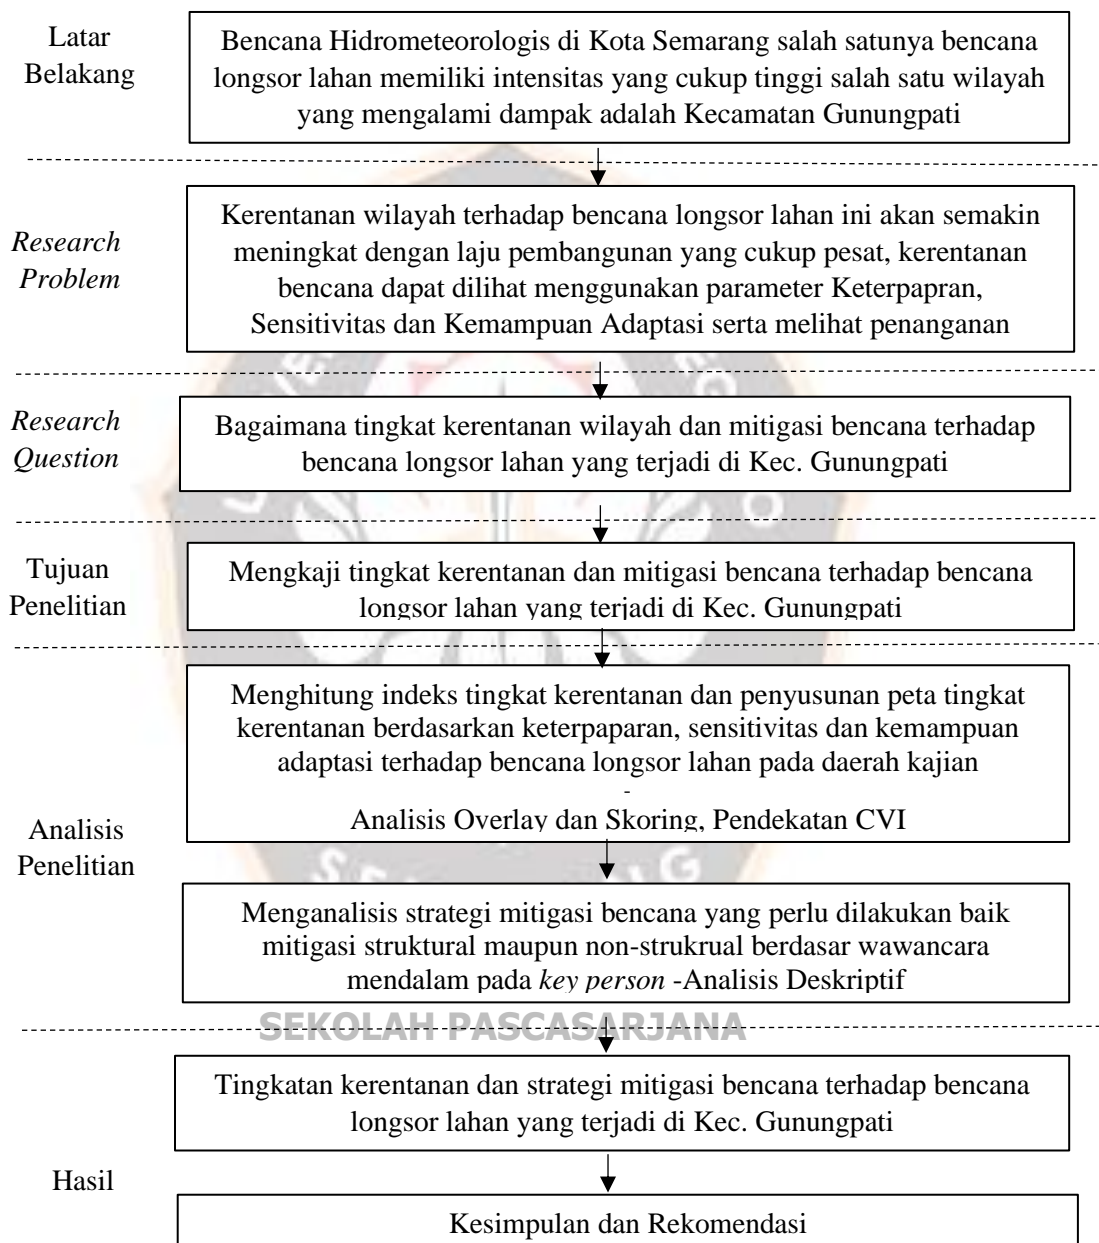 Latar
Belakang
Bencana Hidrometeorologis di Kota Semarang salah satunya bencana
longsor lahan memiliki intensitas yang cukup tinggi salah satu wilayah
yang mengalami dampak adalah Kecamatan Gunungpati
Research
Problem
Kerentanan wilayah terhadap bencana longsor lahan ini akan semakin
meningkat dengan laju pembangunan yang cukup pesat, kerentanan
bencana dapat dilihat menggunakan parameter Keterpapran,
Sensitivitas dan Kemampuan Adaptasi serta melihat penanganan
Research
Question
Bagaimana tingkat kerentanan wilayah dan mitigasi bencana terhadap
bencana longsor lahan yang terjadi di Kec. Gunungpati
Tujuan
Penelitian
Mengkaji tingkat kerentanan dan mitigasi bencana terhadap bencana
longsor lahan yang terjadi di Kec. Gunungpati
Analisis
Penelitian
Menghitung indeks tingkat kerentanan dan penyusunan peta tingkat
kerentanan berdasarkan keterpaparan, sensitivitas dan kemampuan
adaptasi terhadap bencana longsor lahan pada daerah kajian
-
Analisis Overlay dan Skoring, Pendekatan CVI
Menganalisis strategi mitigasi bencana yang perlu dilakukan baik
mitigasi struktural maupun non-strukrual berdasar wawancara
mendalam pada key person -Analisis Deskriptif
SEKOLAH PASCASARJANA
Hasil
Tingkatan kerentanan dan strategi mitigasi bencana terhadap bencana
longsor lahan yang terjadi di Kec. Gunungpati
Kesimpulan dan Rekomendasi